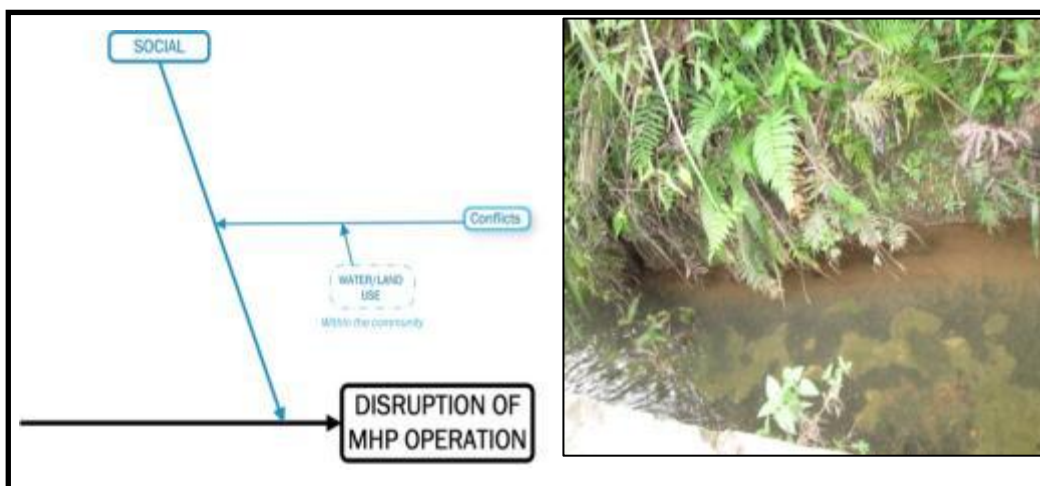 SOCIAL
Conflicts
WATER/LAND
USE
Within the community
DISRUPTION OF
MHP OPERATION